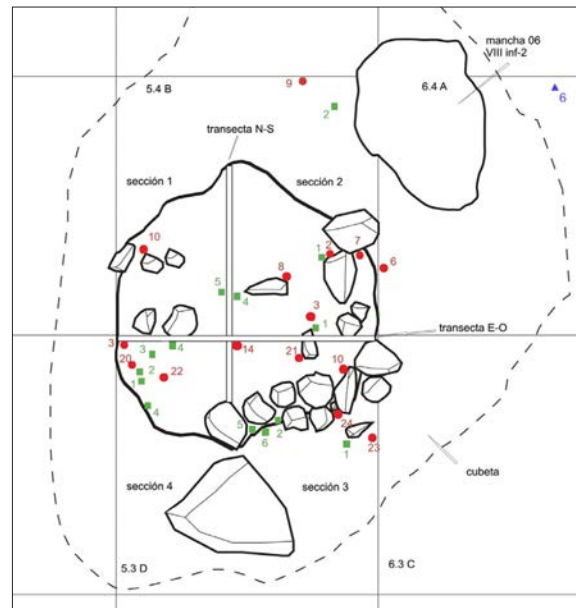 mancha 06
VIII inf-2
5.4 B
9
6.4 A
6
2
transecta N-S
sección 1
sección 2
10
1
2
7
6
8
5
4
3
1
transecta E-O
3
3
4
14
21
20
2
1
22
10
4
24
5
6
2
1
23
cubeta
sección 4
sección 3
5.3 D
6.3 C